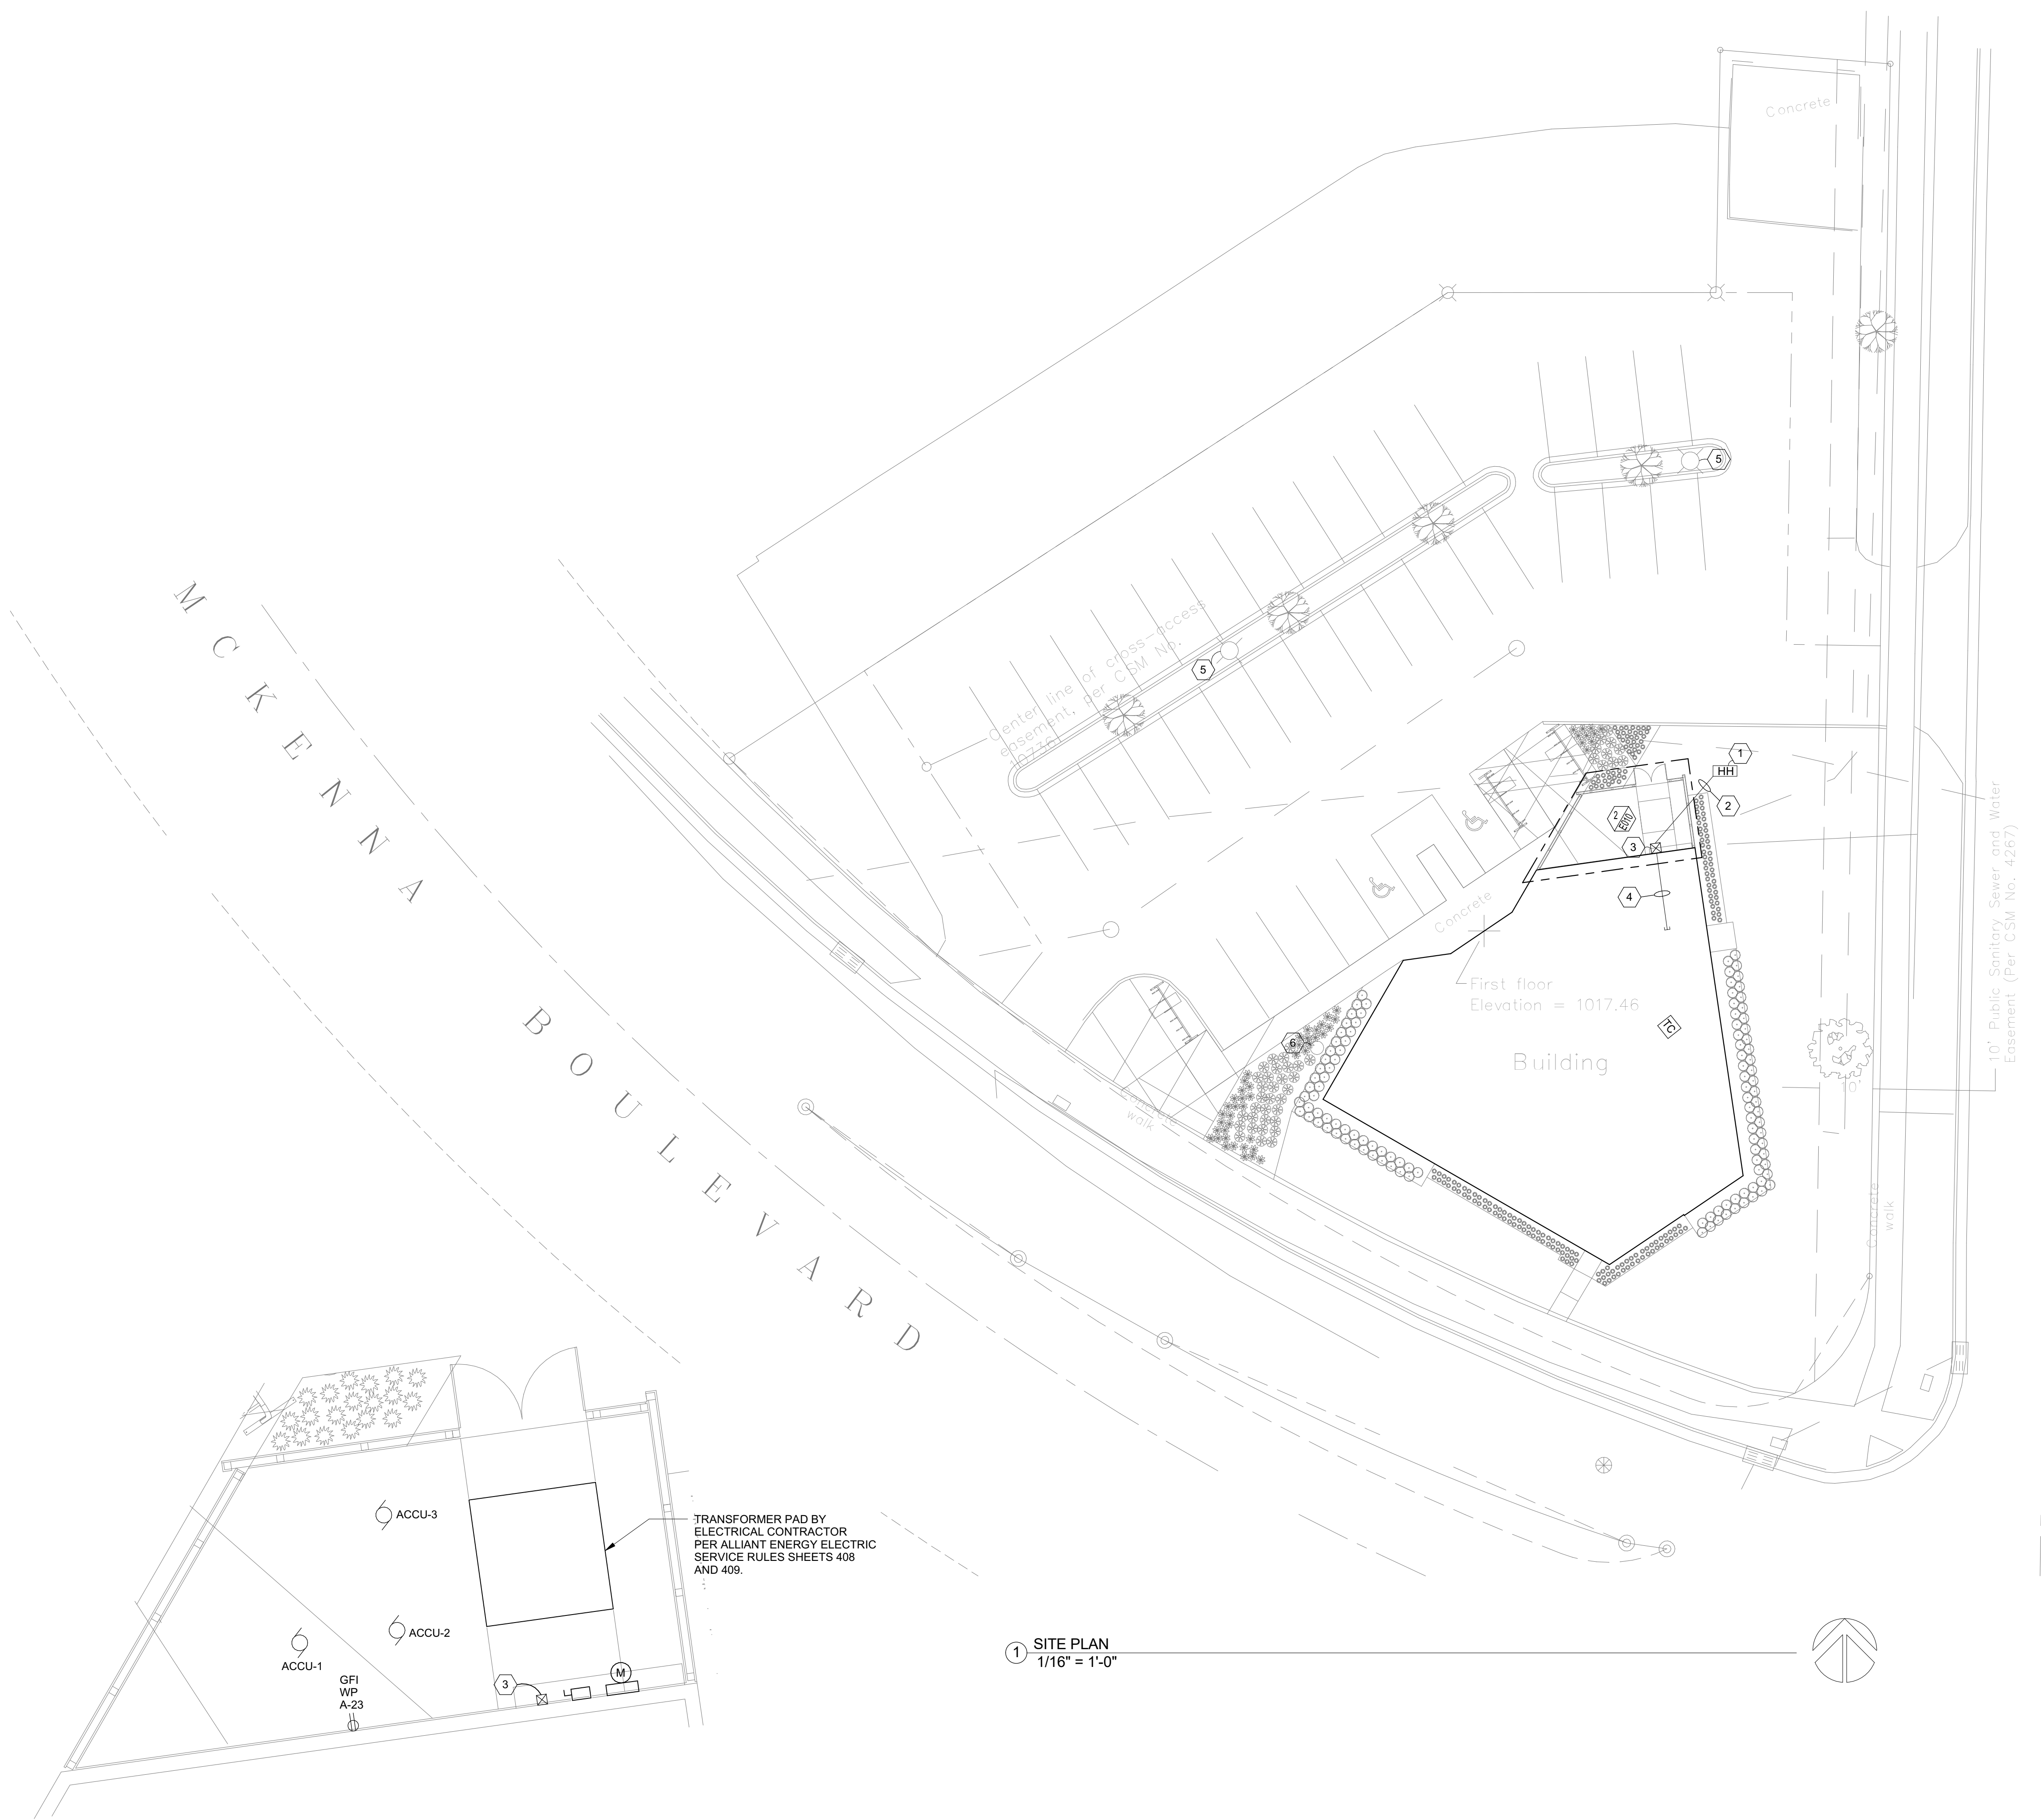 Concrete
MCKENNA BOULEVARD
5
5
Center line of cross-access
easement, per CSM No.
1
HH
2
2
E010
3
4
Concrete
First floor
Elevation = 1017.46
TC
Building
6
10'
walk
Concrete
walk
10' Public Sanitary Sewer and Water
Easement (Per CSM No. 4267)
ACCU-3
TRANSFORMER PAD BY
ELECTRICAL CONTRACTOR
PER ALLIANT ENERGY ELECTRIC
SERVICE RULES SHEETS 408
AND 409.
ACCU-2
ACCU-1
GFI
WP
A-23
3
M
1
SITE PLAN
1/16" = 1'-0"